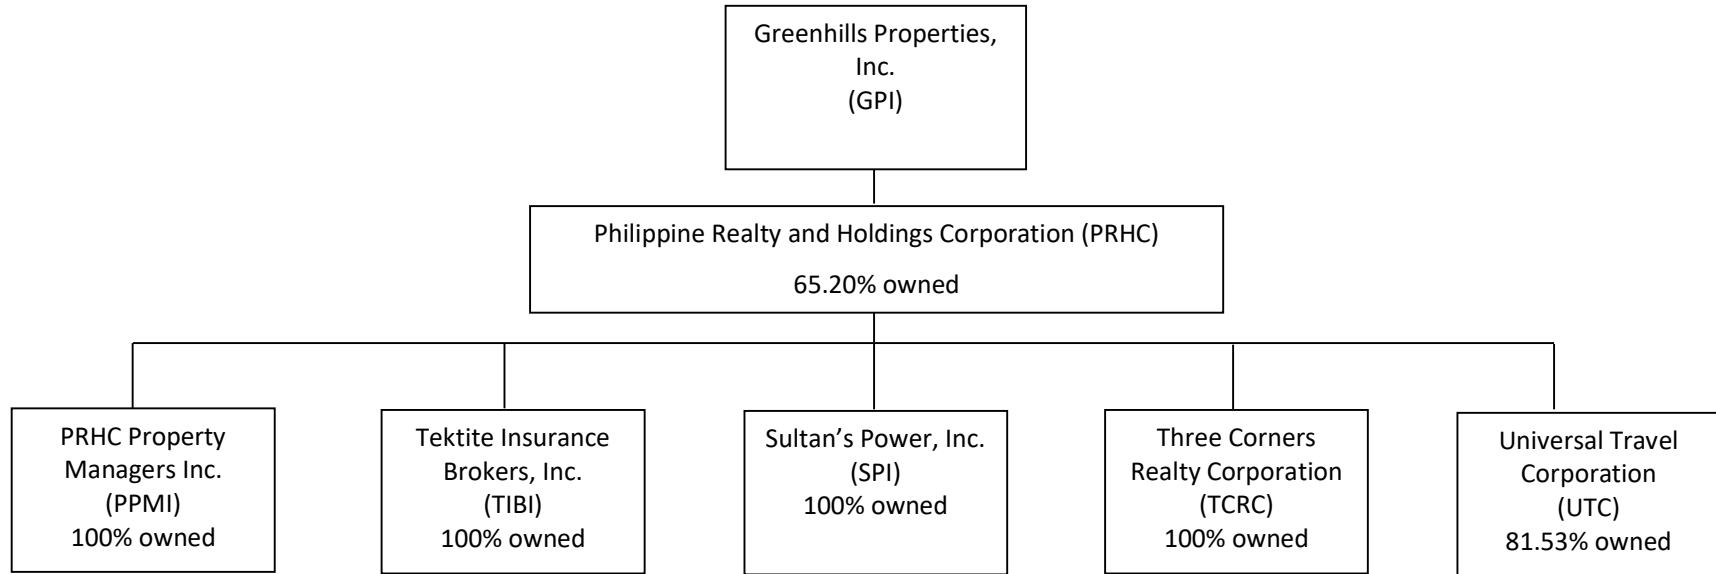 Greenhills Properties,
Inc.
(GPI)
Philippine Realty and Holdings Corporation (PRHC)
65.20% owned
PRHC Property
Managers Inc.
(PPMI)
100% owned
Tektite Insurance
Brokers, Inc.
(TIBI)
100% owned
Sultan’s Power, Inc.
(SPI)
100% owned
Three Corners
Realty Corporation
(TCRC)
100% owned
Universal Travel
Corporation
(UTC)
81.53% owned